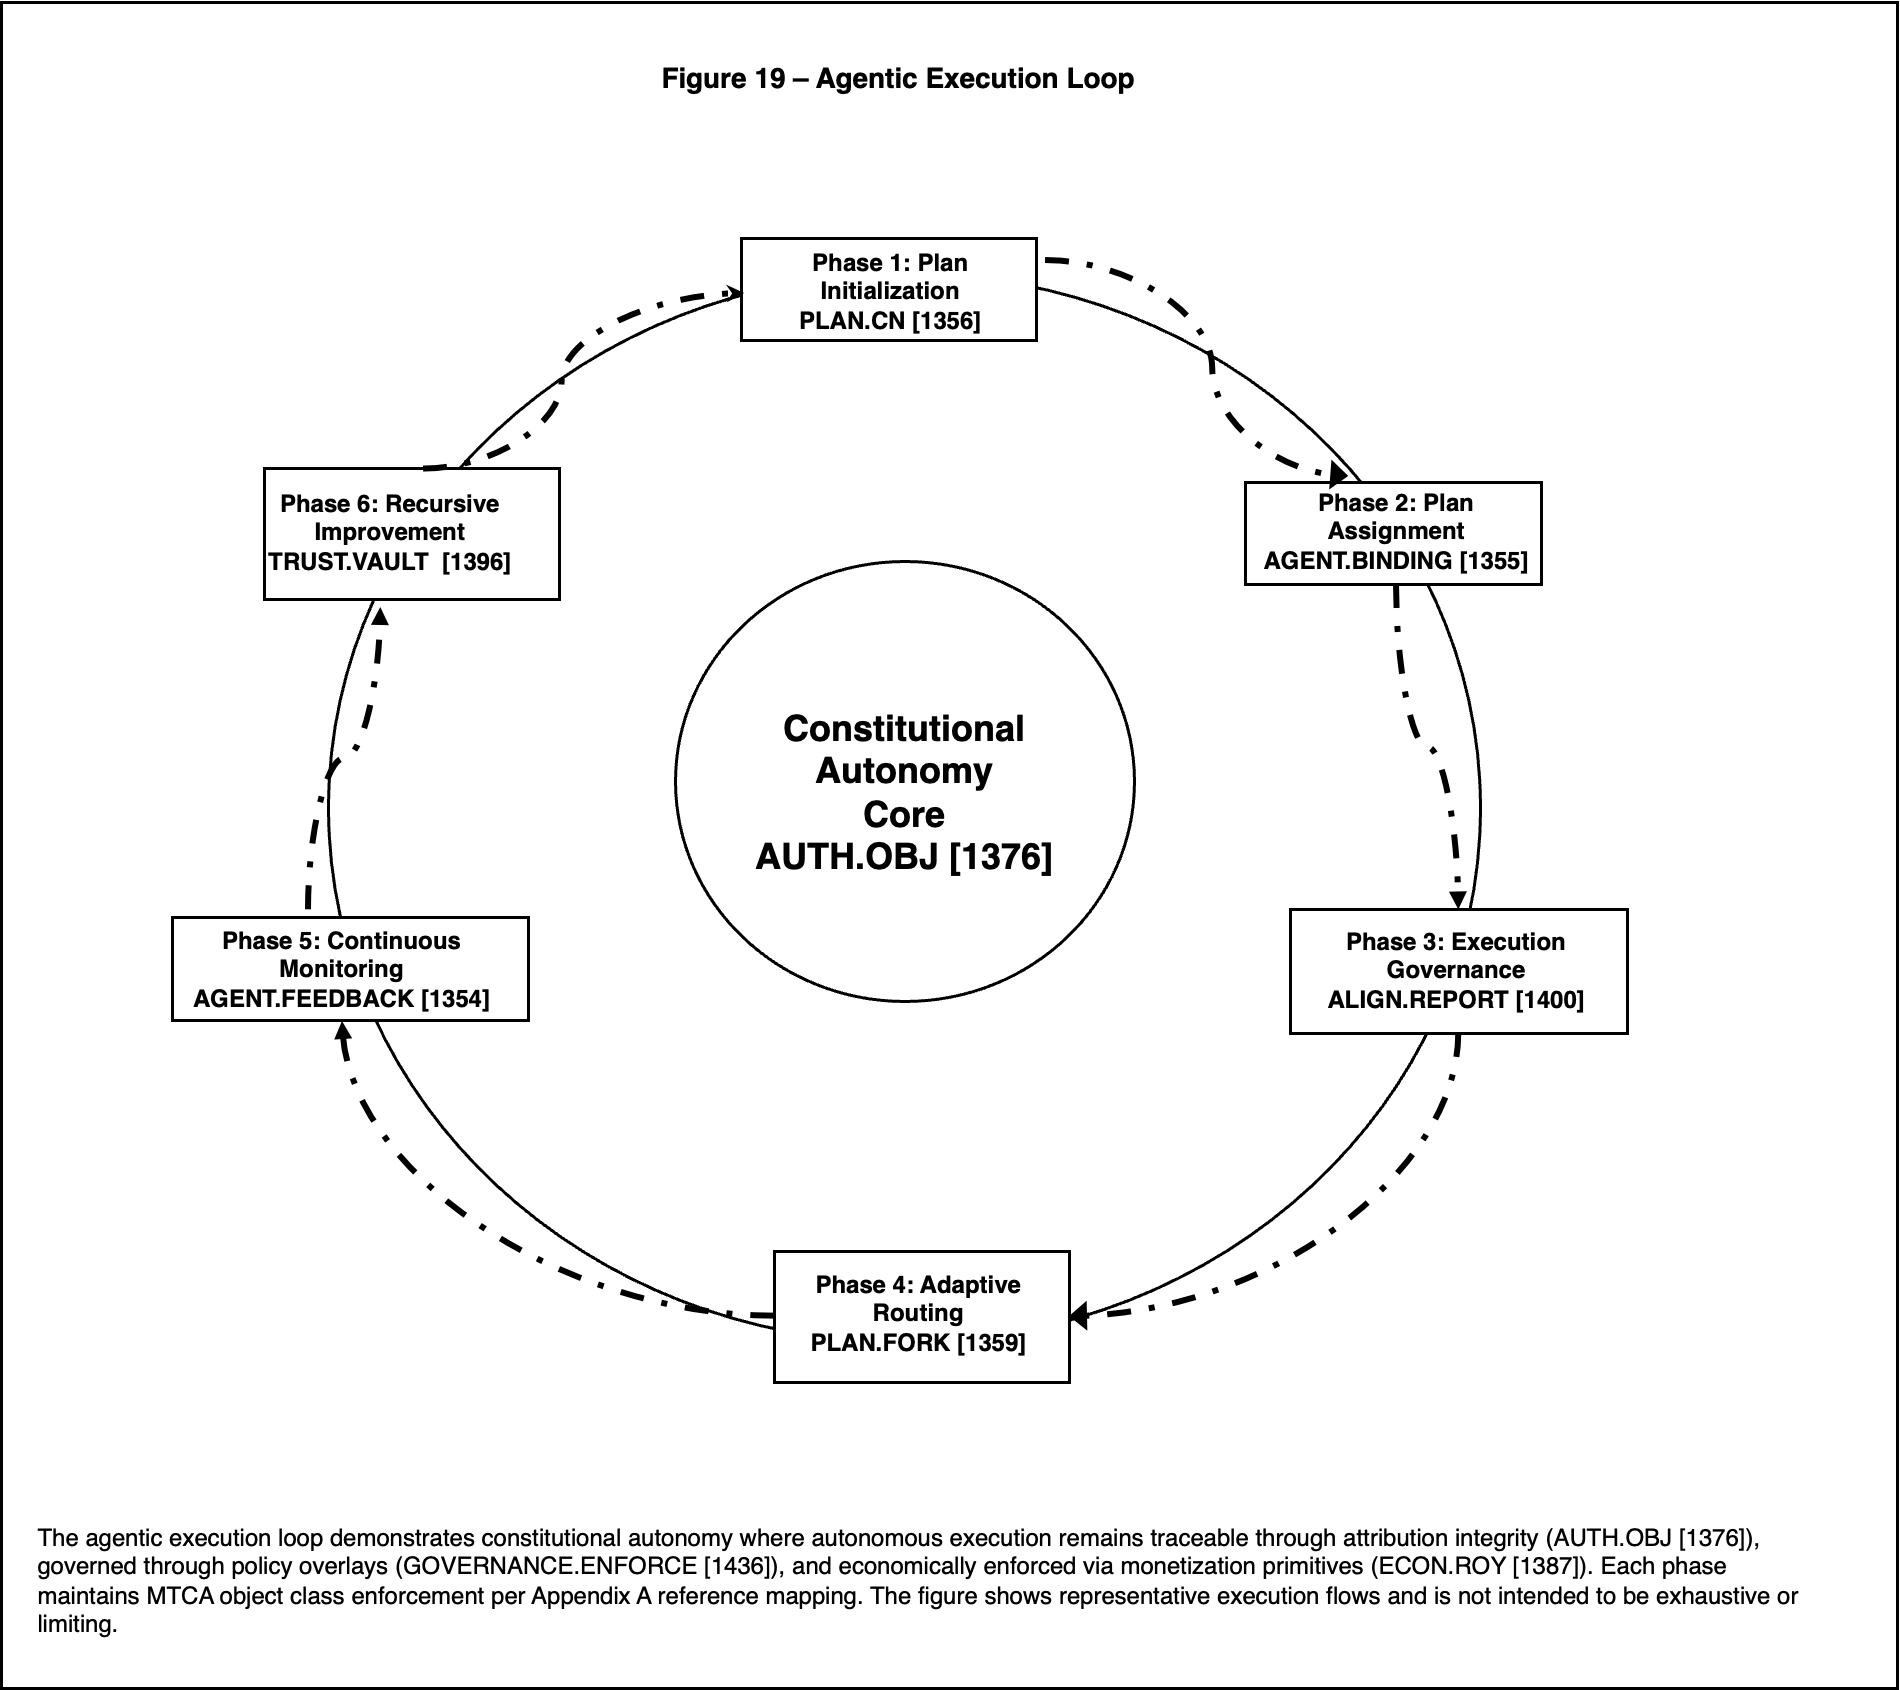 Figure 19 – Agentic Execution Loop
Phase 1: Plan
Initialization
PLAN.CN [1356]
Phase 6: Recursive
Improvement
TRUST.VAULT [1396]
Phase 2: Plan
Assignment
AGENT.BINDING [1355]
Constitutional
Autonomy
Core
AUTH.OBJ [1376]
Phase 5: Continuous
Monitoring
AGENT.FEEDBACK [1354]
Phase 3: Execution
Governance
ALIGN.REPORT [1400]
Phase 4: Adaptive
Routing
PLAN.FORK [1359]
The agentic execution loop demonstrates constitutional autonomy where autonomous execution remains traceable through attribution integrity (AUTH.OBJ [1376]),
governed through policy overlays (GOVERNANCE.ENFORCE [1436]), and economically enforced via monetization primitives (ECON.ROY [1387]). Each phase
maintains MTCA object class enforcement per Appendix A reference mapping. The figure shows representative execution flows and is not intended to be exhaustive or
limiting.